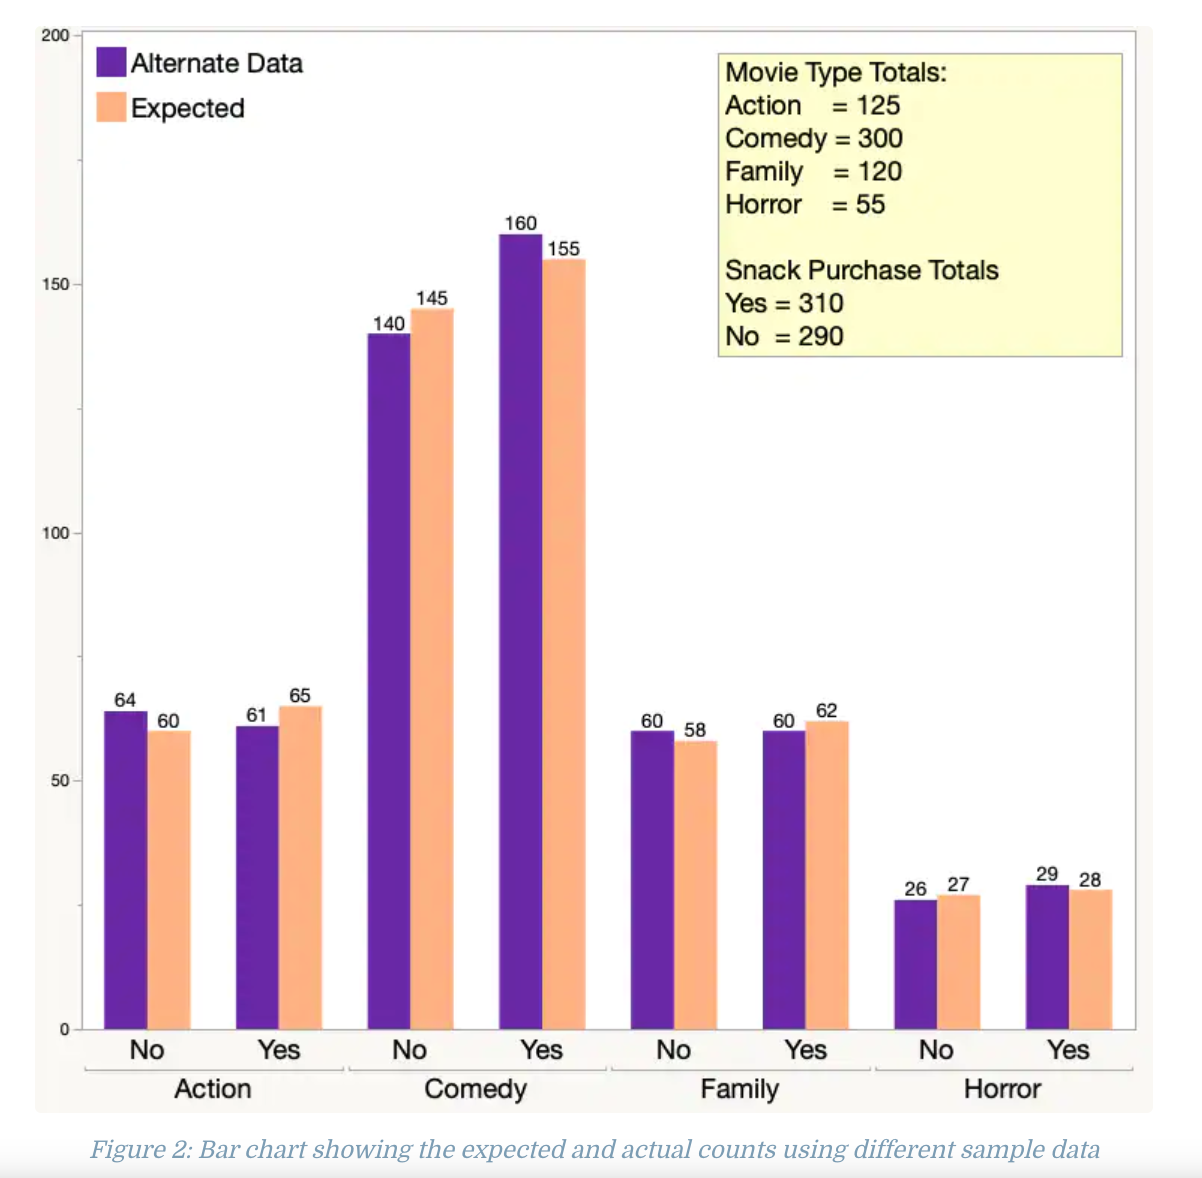 200
Alternate Data
Expected
Movie Type Totals:
Action = 125
Comedy = 300
Family = 120
Horror = 55
Snack Purchase Totals
Yes = 310
No = 290
150
100
50
0
64
60
61
65
140
145
160
155
60
58
60
62
26
27
29
28
No Yes No Yes No Yes No Yes
Action Comedy Family Horror
Figure 2: Bar chart showing the expected and actual counts using different sample data